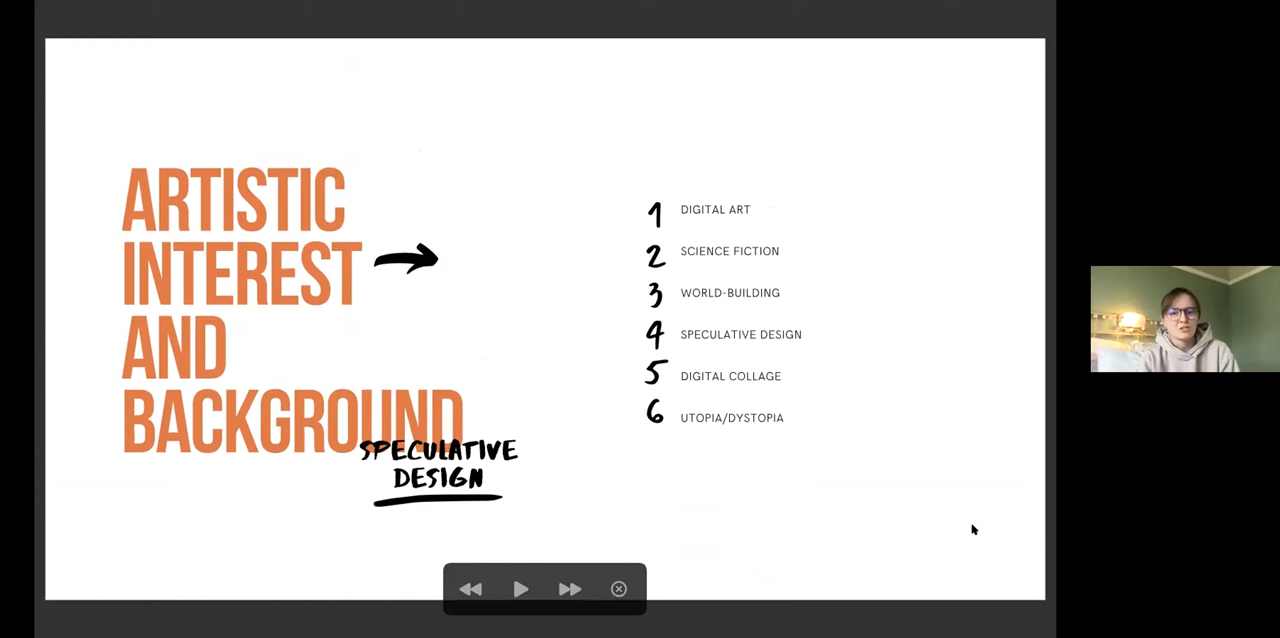 ARTISTIC
INTEREST
AND
BACKGROUND
SPECULATIVE
DESIGN
1 DIGITAL ART
2 SCIENCE FICTION
3 WORLD-BUILDING
4 SPECULATIVE DESIGN
5 DIGITAL COLLAGE
6 UTOPIA/DYSTOPIA